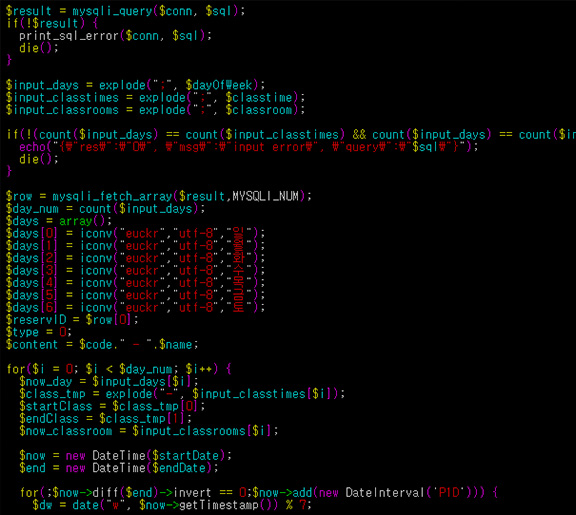 $result = mysqli_query($conn, $sql);
if(!$result) {
print_sql_error($conn, $sql);
die();
}
$input_days = explode(";", $dayOfWeek);
$input_classtimes = explode(";", $classtime);
$input_classrooms = explode(";", $classroom);
if(!(count($input_days) == count($input_classtimes) && count($input_days) == count($in
echo("{₩"res₩":₩"0₩", ₩"msg₩":₩"input error₩", ₩"query₩":₩"$sql₩"}");
die();
}
$row = mysqli_fetch_array($result,MYSQLI_NUM);
$day_num = count($input_days);
$days = array();
$days[0] = iconv("euckr","utf-8","일");
$days[1] = iconv("euckr","utf-8","월");
$days[2] = iconv("euckr","utf-8","화");
$days[3] = iconv("euckr","utf-8","수");
$days[4] = iconv("euckr","utf-8","목");
$days[5] = iconv("euckr","utf-8","금");
$days[6] = iconv("euckr","utf-8","토");
$reservID = $row[0];
$type = 0;
$content = $code." - ".$name;
for($i = 0; $i < $day_num; $i++) {
$now_day = $input_days[$i];
$class_tmp = explode("-", $input_classtimes[$i]);
$startClass = $class_tmp[0];
$endClass = $class_tmp[1];
$now_classroom = $input_classrooms[$i];
$now = new DateTime($startDate);
$end = new DateTime($endDate);
for(;$now->diff($end)->invert == 0;$now->add(new DateInterval('P1D'))) {
$dw = date("w", $now->getTimestamp()) % 7;